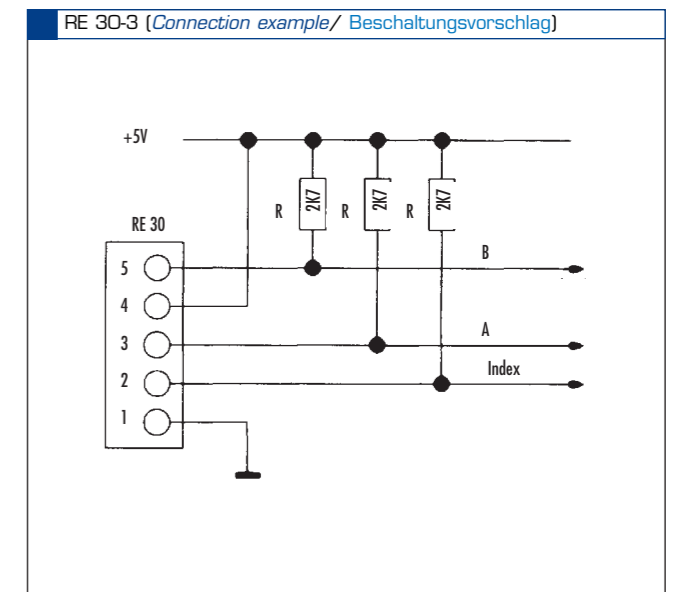 RE 30-3 (Connection example/ Beschaltungsvorschlag)
+5V
R 2K7 R 2K7 R 2K7
RE 30
5 B
4
3 A
2 Index
1